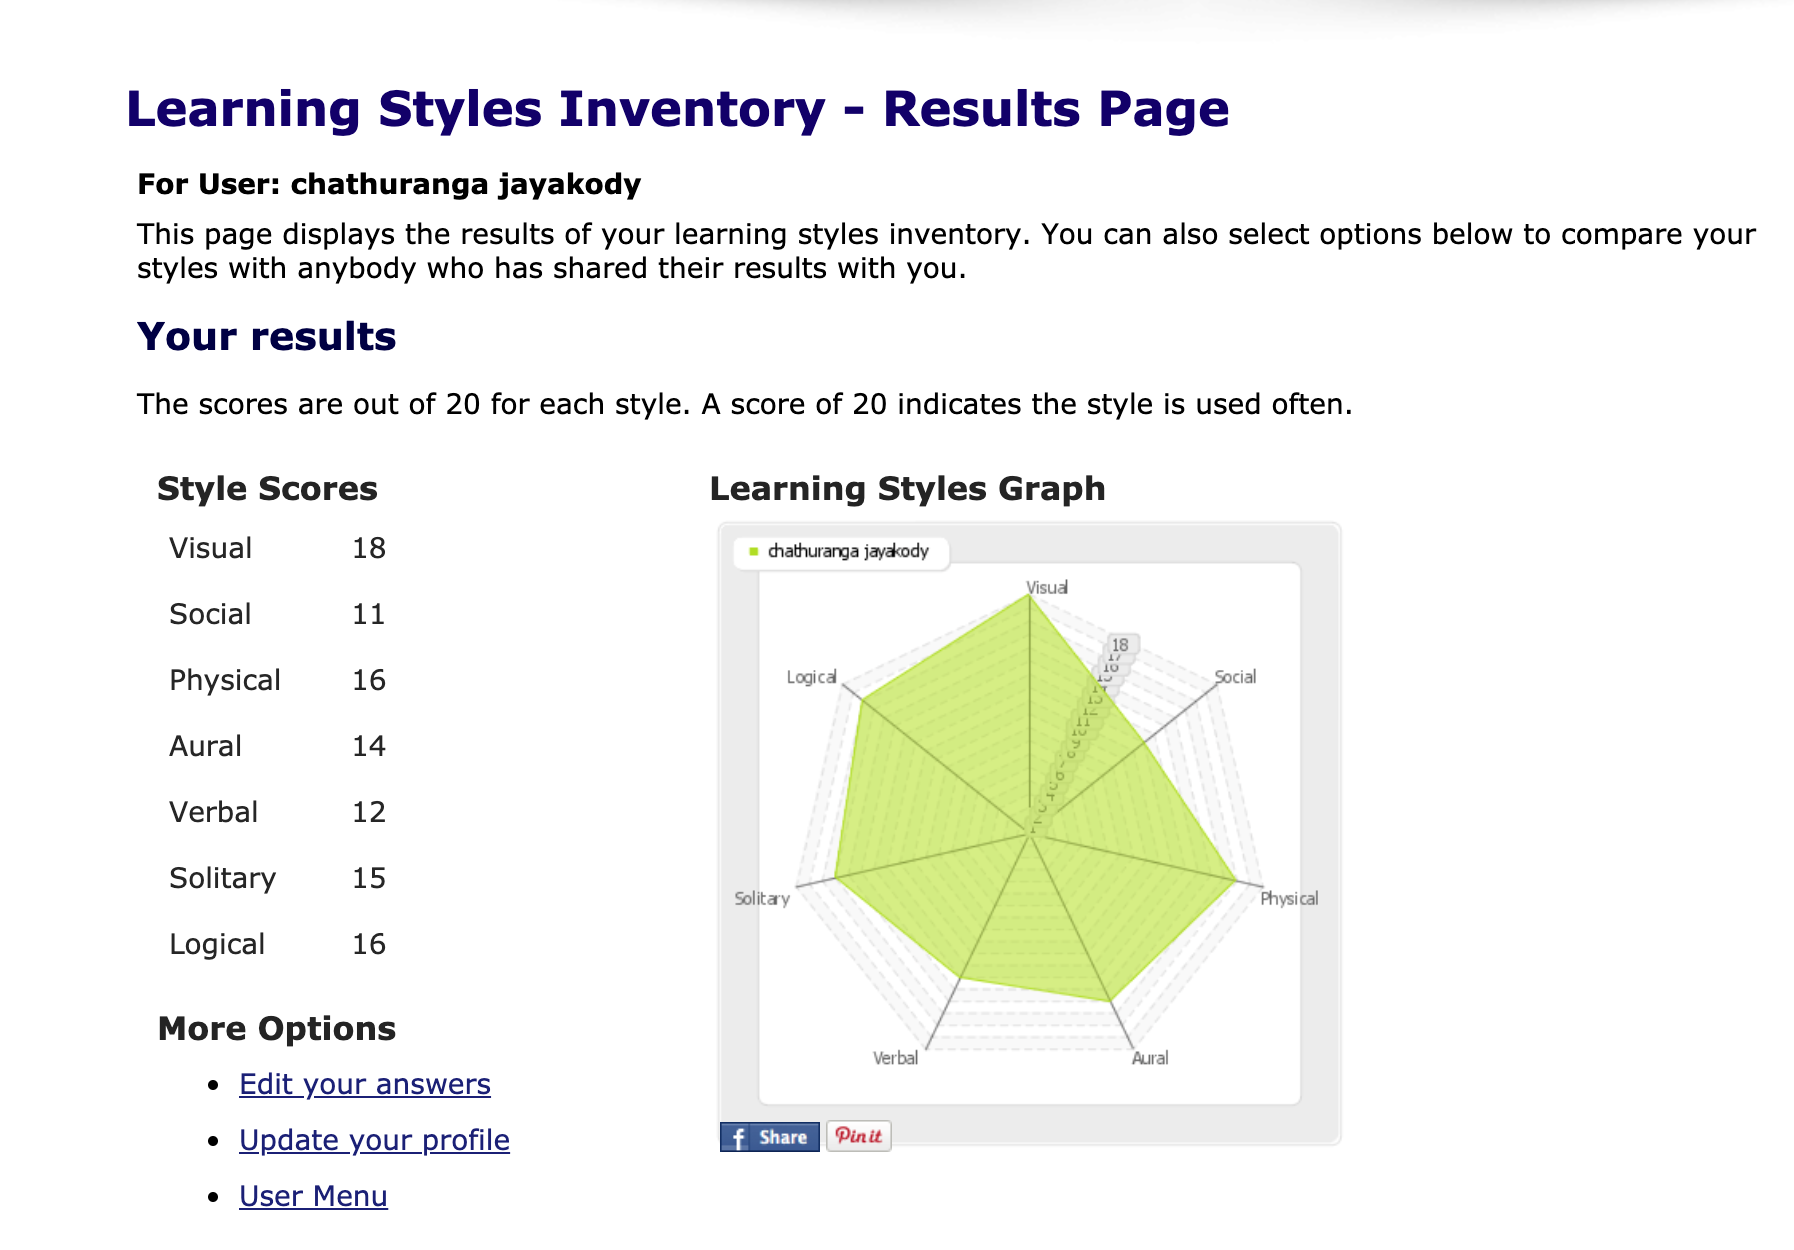 Learning Styles Inventory - Results Page
For User: chathuranga jayakody
This page displays the results of your learning styles inventory. You can also select options below to compare your
styles with anybody who has shared their results with you.
Your results
The scores are out of 20 for each style. A score of 20 indicates the style is used often.
Style Scores
Visual 18
Social 11
Physical 16
Aural 14
Verbal 12
Solitary 15
Logical 16
More Options
Edit your answers
Update your profile
User Menu
Learning Styles Graph
chathuranga jayakody
Visual
18
Logical
Social
Solitary
Physical
Verbal
Aural
f Share
Pin it